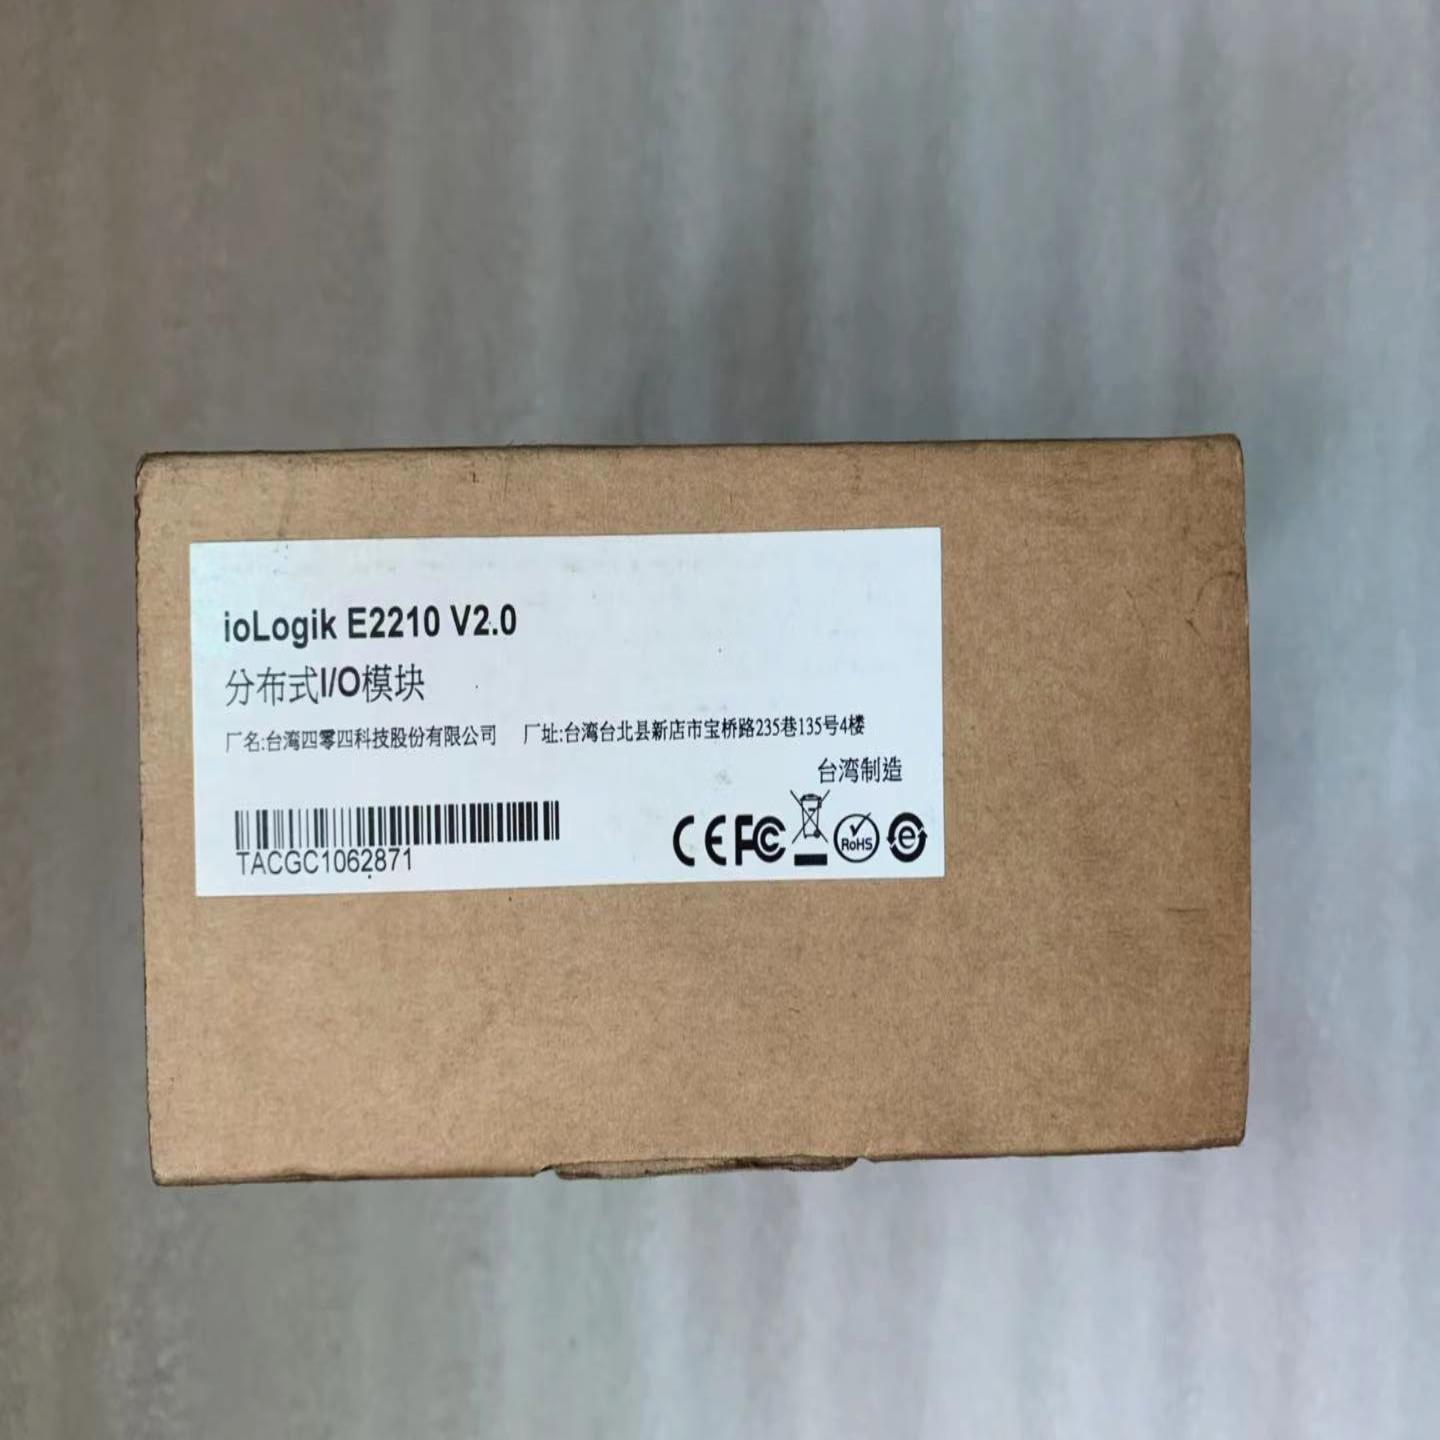 ioLogik E2210 V2.0
分布式I/O模块
厂名:台湾四零四科技股份有限公司 厂址:台湾台北县新店市宝桥路235巷135号4楼
台湾制造
TACGC1062871
CE FC RoHS e